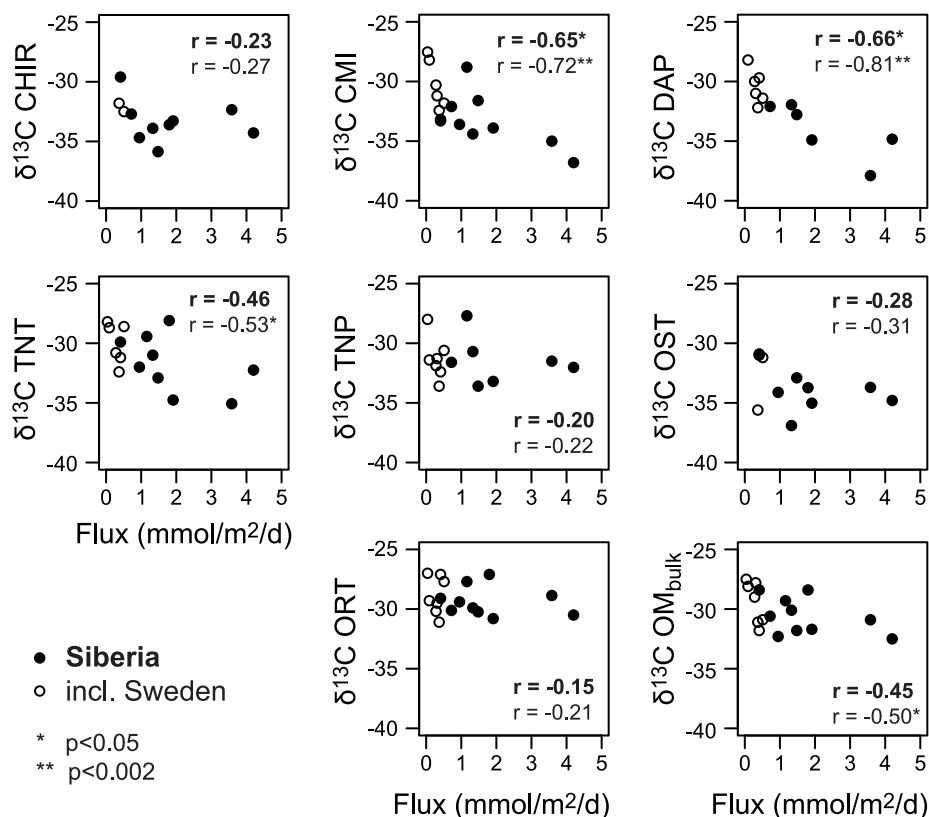 δ¹³C CHIR
-25
-30
-35
-40
r = -0.23
r = -0.27
0 1 2 3 4 5
δ¹³C CMI
-25
-30
-35
-40
r = -0.65*
r = -0.72**
0 1 2 3 4 5
δ¹³C DAP
-25
-30
-35
-40
r = -0.66*
r = -0.81**
0 1 2 3 4 5
δ¹³C TNT
-25
-30
-35
-40
r = -0.46
r = -0.53*
0 1 2 3 4 5
Flux (mmol/m²/d)
δ¹³C TNP
-25
-30
-35
-40
r = -0.20
r = -0.22
0 1 2 3 4 5
δ¹³C OST
-25
-30
-35
-40
r = -0.28
r = -0.31
0 1 2 3 4 5
δ¹³C ORT
-25
-30
-35
-40
r = -0.15
r = -0.21
0 1 2 3 4 5
Flux (mmol/m²/d)
δ¹³C OMbulk
-25
-30
-35
-40
r = -0.45
r = -0.50*
0 1 2 3 4 5
Flux (mmol/m²/d)
Siberia
incl. Sweden
* p<0.05
** p<0.002